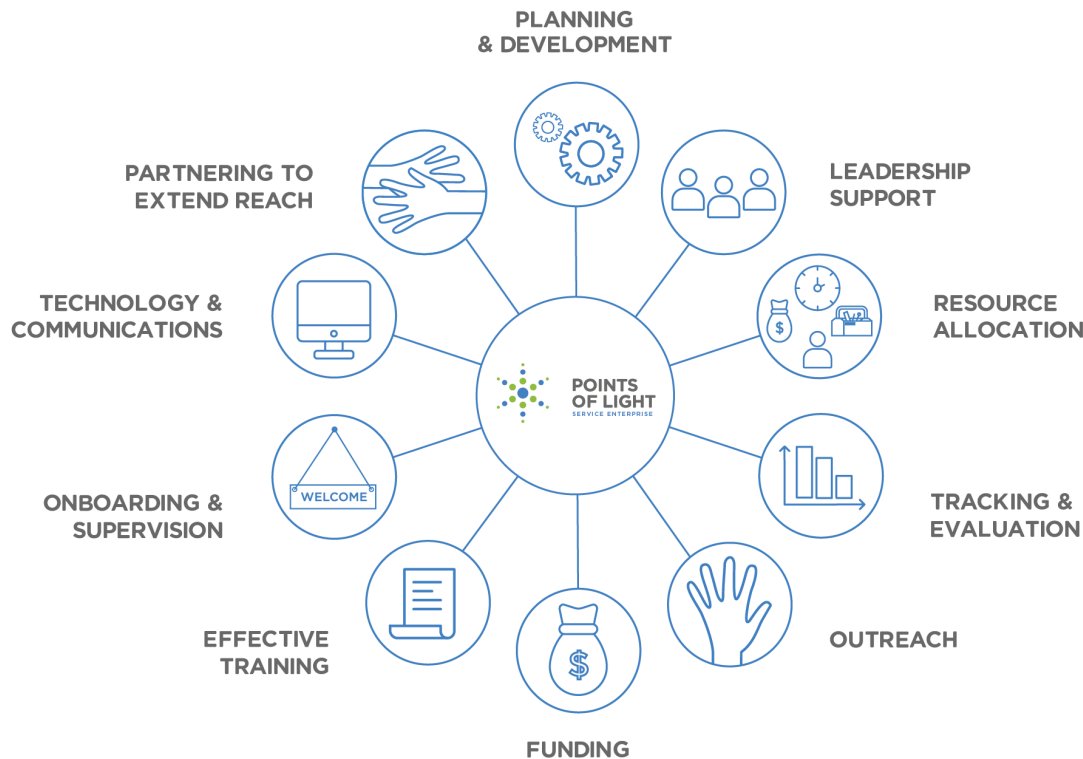 PLANNING
& DEVELOPMENT
LEADERSHIP
SUPPORT
RESOURCE
ALLOCATION
$
TRACKING &
EVALUATION
OUTREACH
FUNDING
$
EFFECTIVE
TRAINING
ONBOARDING &
SUPERVISION
WELCOME
TECHNOLOGY &
COMMUNICATIONS
PARTNERING TO
EXTEND REACH
POINTS
OF LIGHT
SERVICE ENTERPRISE